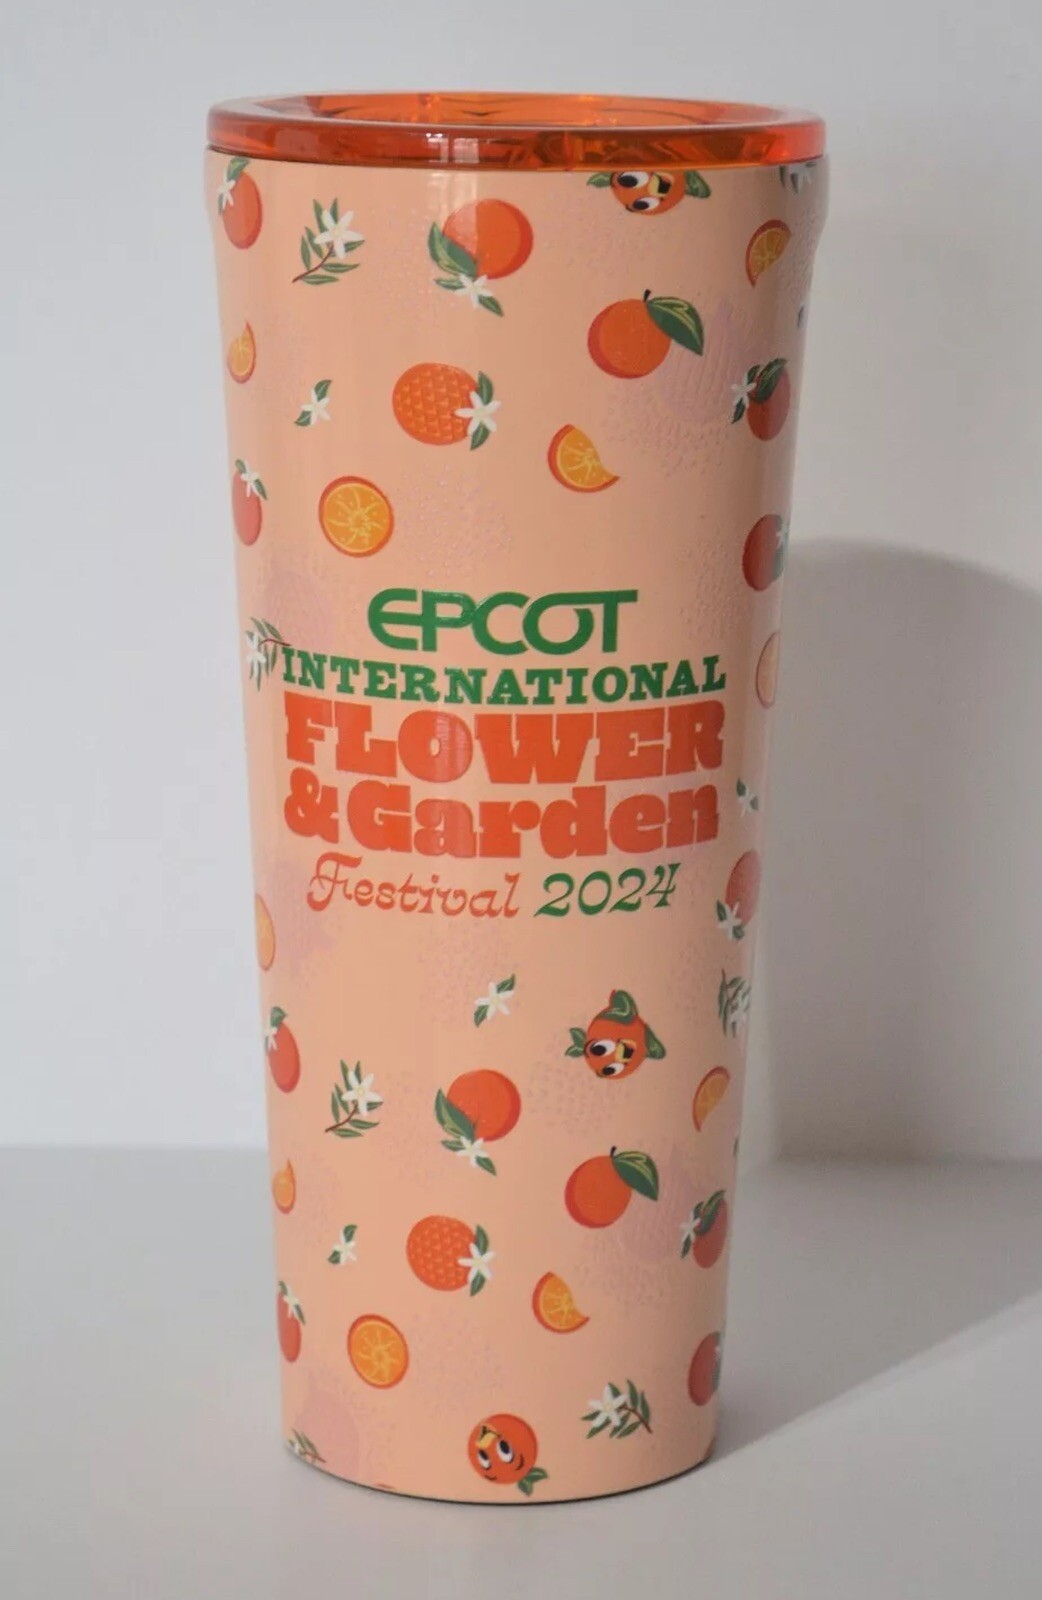 EPCOT
INTERNATIONAL
FLOWER
& Garden
Festival 2024